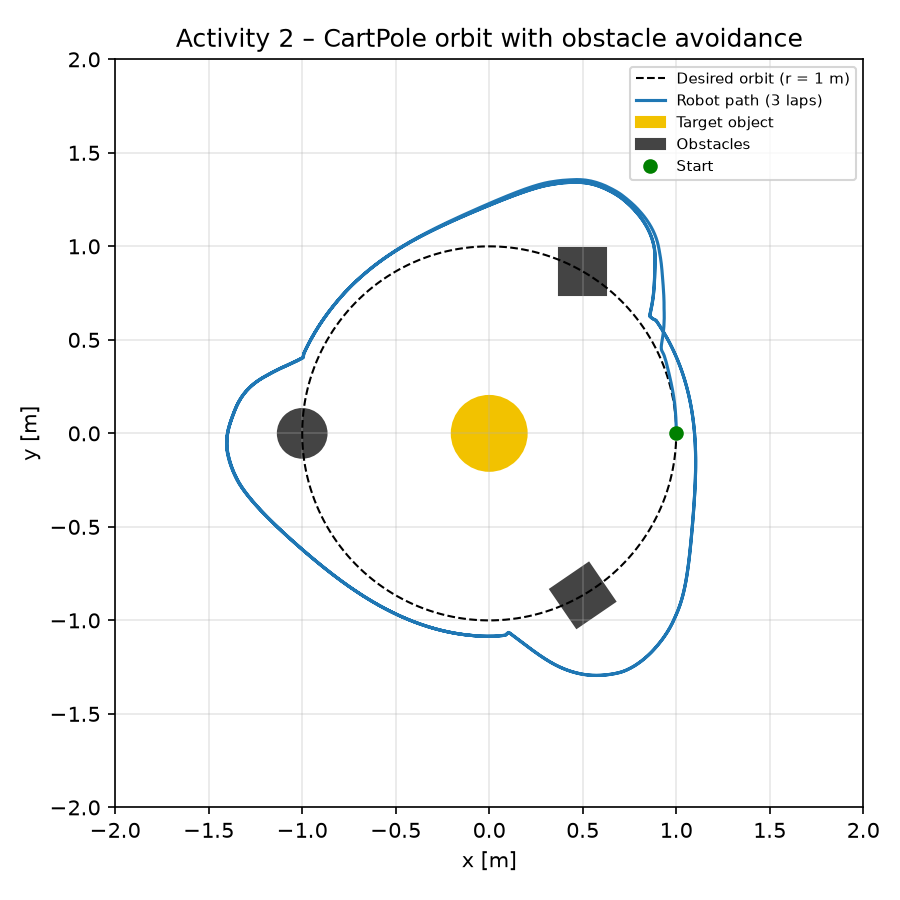 Activity 2 – CartPole orbit with obstacle avoidance
Desired orbit (r = 1 m)
Robot path (3 laps)
Target object
Obstacles
Start
y [m]
2.0
1.5
1.0
0.5
0.0
−0.5
−1.0
−1.5
−2.0
−2.0 −1.5 −1.0 −0.5 0.0 0.5 1.0 1.5 2.0
x [m]